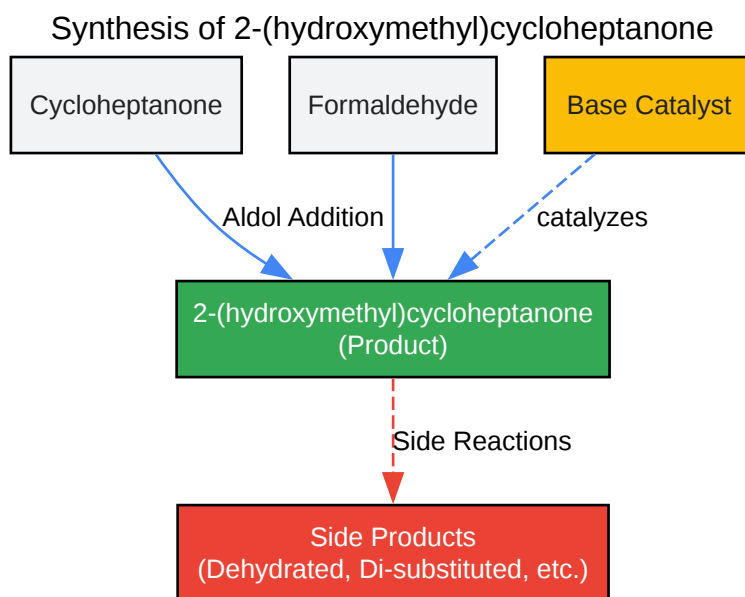 Synthesis of 2-(hydroxymethyl)cycloheptanone
Cycloheptanone
Formaldehyde
Base Catalyst
Aldol Addition
catalyzes
2-(hydroxymethyl)cycloheptanone
(Product)
Side Reactions
Side Products
(Dehydrated, Di-substituted, etc.)